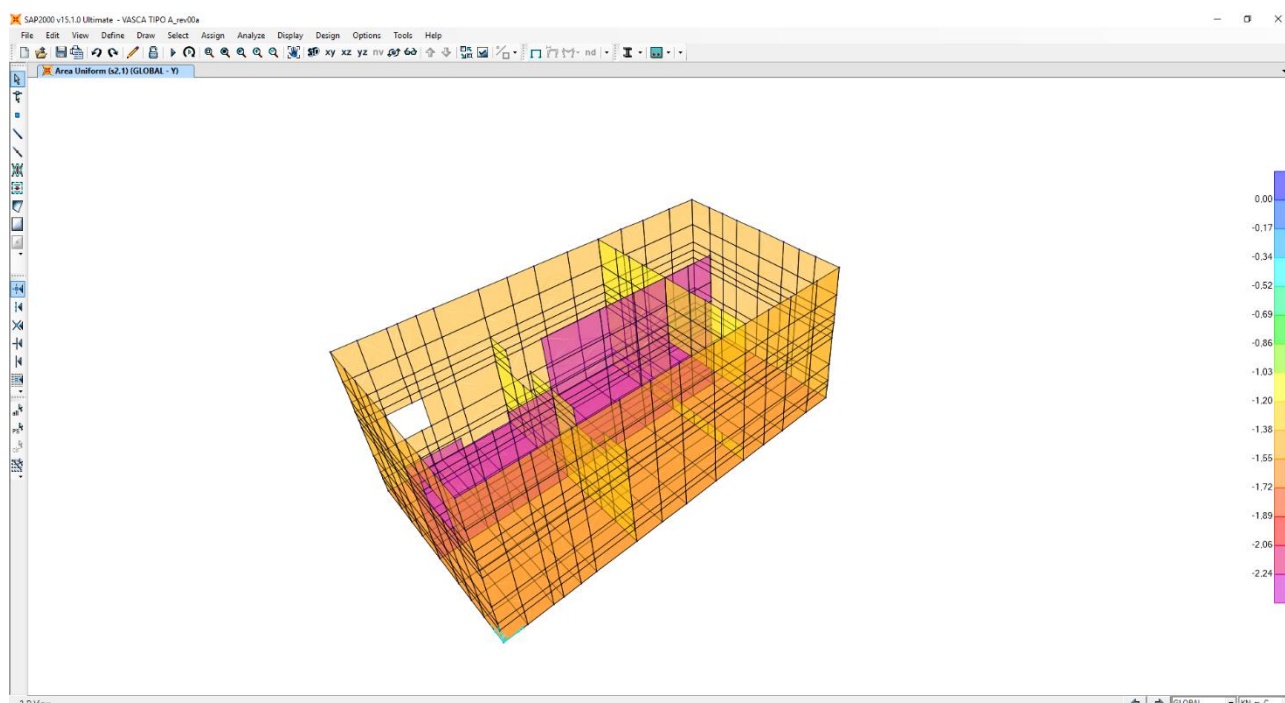 SAP2000 v15.1.0 Ultimate - VASCA TIPO A_rev00a
File Edit View Define Draw Select Assign Analyze Display Design Options Tools Help
xy xz yz nv nd
Area Uniform (s2,1) (GLOBAL - Y)
0,00
-0,17
-0,34
-0,52
-0,69
-0,86
-1,03
-1,20
-1,38
-1,55
-1,72
-1,89
-2,06
-2,24
all
PS
GLOBAL